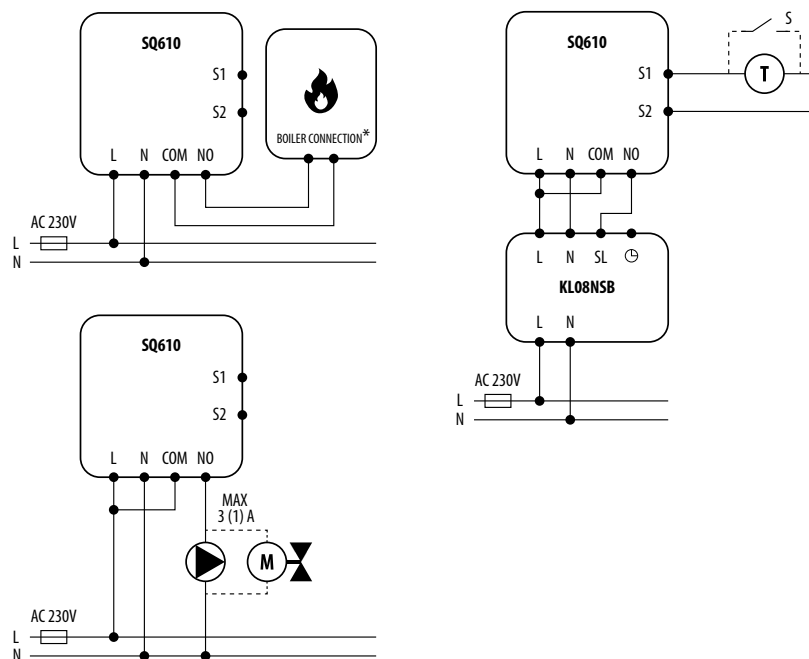 SQ610
S1
S2
BOILER CONNECTION*
L N COM NO
AC 230V
L
N
SQ610
S1
S2
L N COM NO
MAX
3 (1) A
M
AC 230V
L
N
SQ610
S
S1
T
S2
L N COM NO
L N SL
KL08NSB
L N
AC 230V
L
N